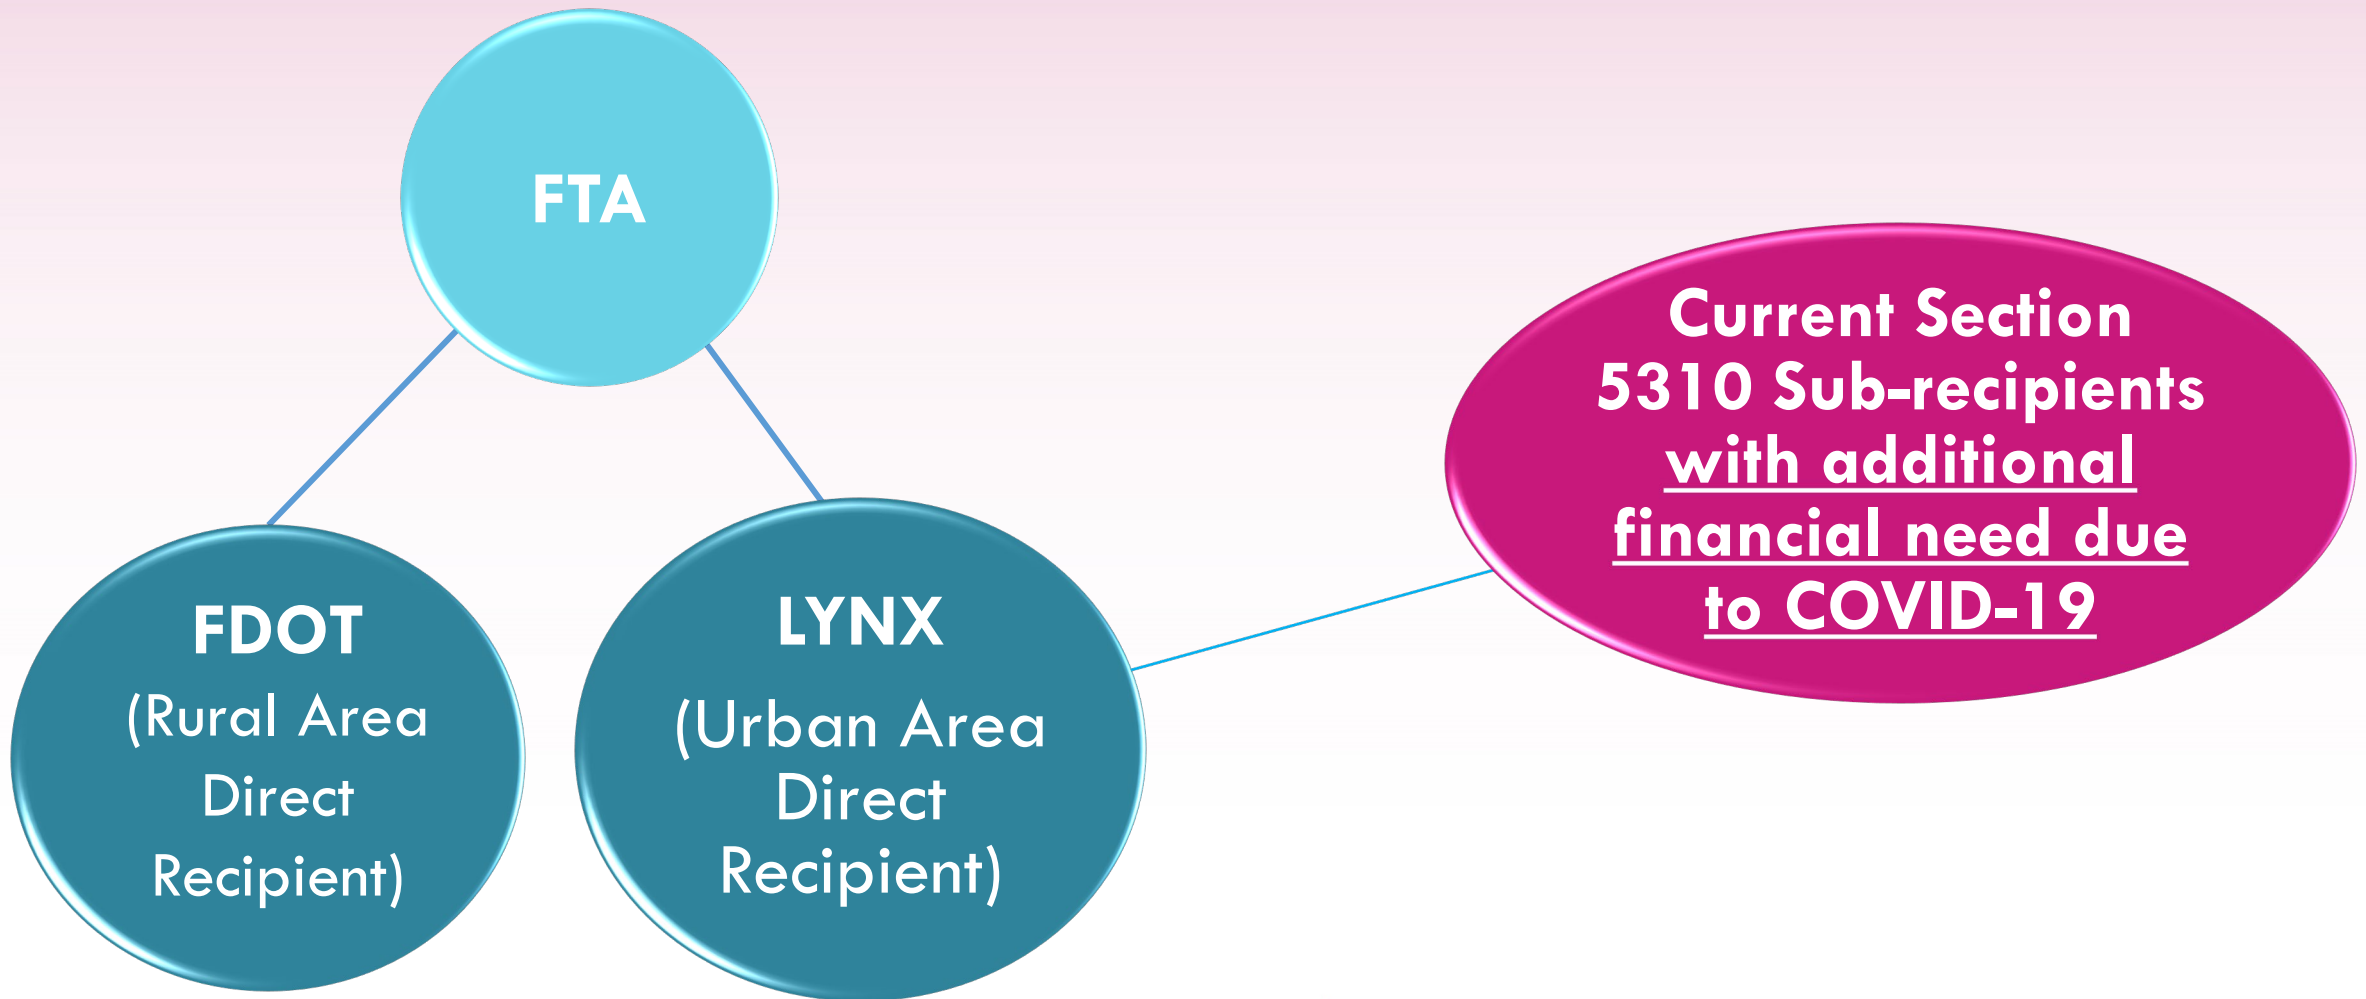 FTA
Current Section
5310 Sub-recipients
with additional
financial need due
to COVID-19
FDOT
(Rural Area
Direct
Recipient)
LYNX
(Urban Area
Direct
Recipient)